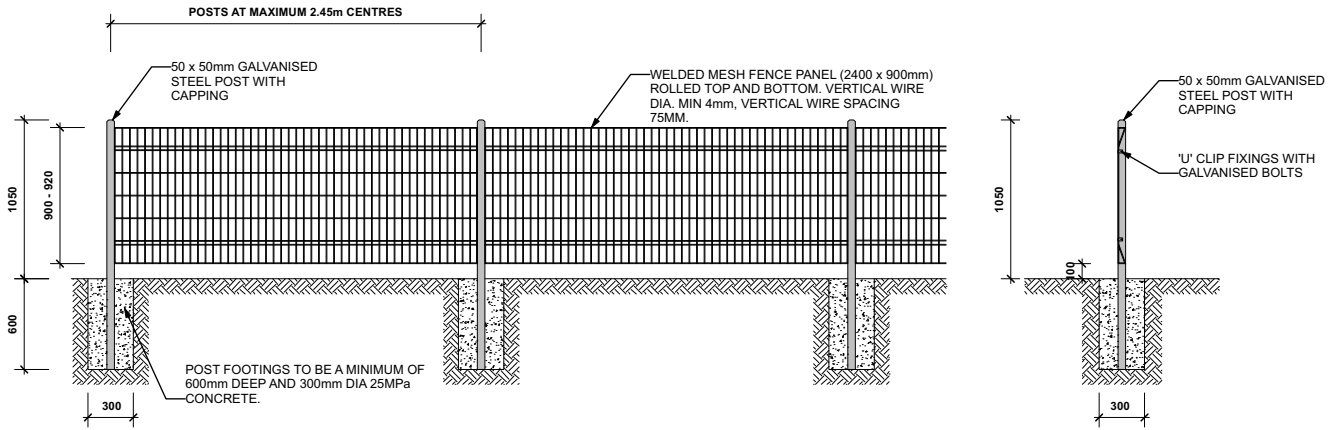 POSTS AT MAXIMUM 2.45m CENTRES
50 x 50mm GALVANISED
STEEL POST WITH
CAPPING
WELDED MESH FENCE PANEL (2400 x 900mm)
ROLLED TOP AND BOTTOM. VERTICAL WIRE
DIA. MIN 4mm, VERTICAL WIRE SPACING
75MM.
1050
900 - 920
600
POST FOOTINGS TO BE A MINIMUM OF
600mm DEEP AND 300mm DIA 25MPa
CONCRETE.
300
50 x 50mm GALVANISED
STEEL POST WITH
CAPPING
'U' CLIP FIXINGS WITH
GALVANISED BOLTS
1050
100
300